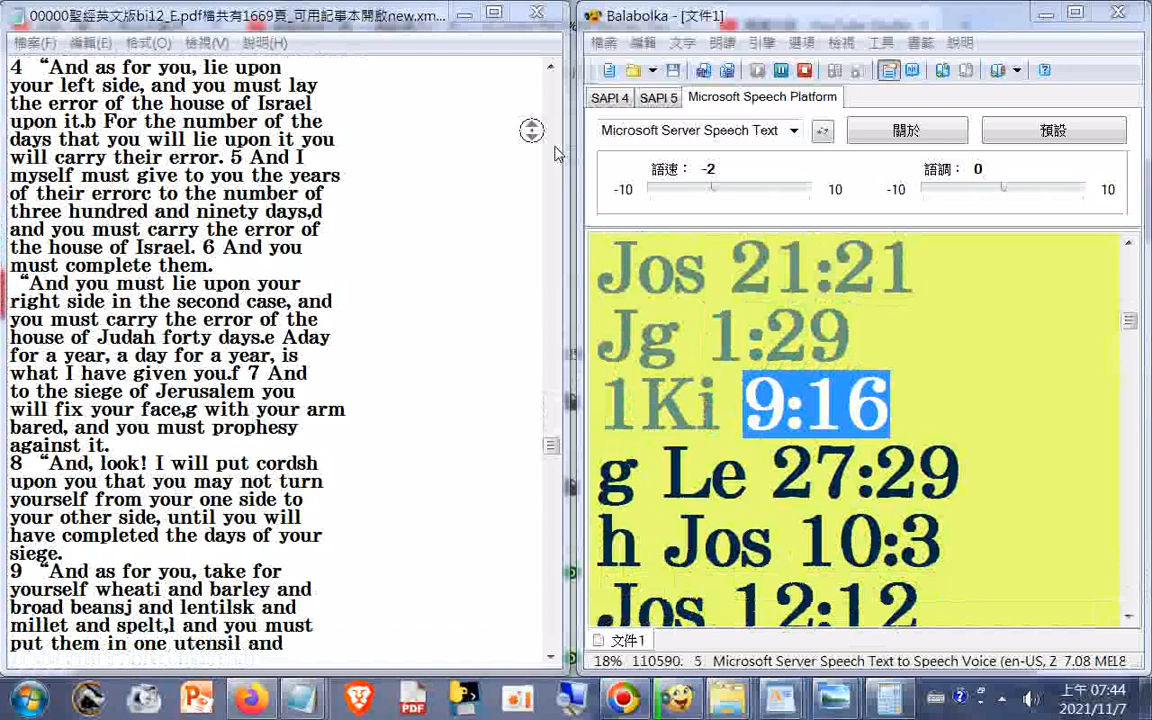 00000聖經英文版bi12_E.pdf檔共有1669頁_可用記事本開啟new.xm...
檔案(F) 編輯(E) 格式(O) 檢視(V) 說明(H)
4 “And as for you, lie upon
your left side, and you must lay
the error of the house of Israel
upon it.b For the number of the
days that you will lie upon it you
will carry their error. 5 And I
myself must give to you the years
of their errorc to the number of
three hundred and ninety days,d
and you must carry the error of
the house of Israel. 6 And you
must complete them.
“And you must lie upon your
right side in the second case, and
you must carry the error of the
house of Judah forty days.e Aday
for a year, a day for a year, is
what I have given you.f 7 And
to the siege of Jerusalem you
will fix your face,g with your arm
bared, and you must prophesy
against it.
8 “And, look! I will put cordsh
upon you that you may not turn
yourself from your one side to
your other side, until you will
have completed the days of your
siege.
9 “And as for you, take for
yourself wheati and barley and
broad beansj and lentilsk and
millet and spelt,l and you must
put them in one utensil and
Balabolka - [文件1]
檔案 編輯 文字 朗讀 引擎 選項 檢視 工具 書籤 說明
SAPI 4 SAPI 5 Microsoft Speech Platform
Microsoft Server Speech Text 關於 預設
語速： -2 語調： 0
-10 10 -10 10
Jos 21:21
Jg 1:29
1Ki 9:16
g Le 27:29
h Jos 10:3
Jos 12:12
文件1
18% 110590. 5 Microsoft Server Speech Text to Speech Voice (en-US, Z 7.08 ME18
PDF
上午 07:44
2021/11/7